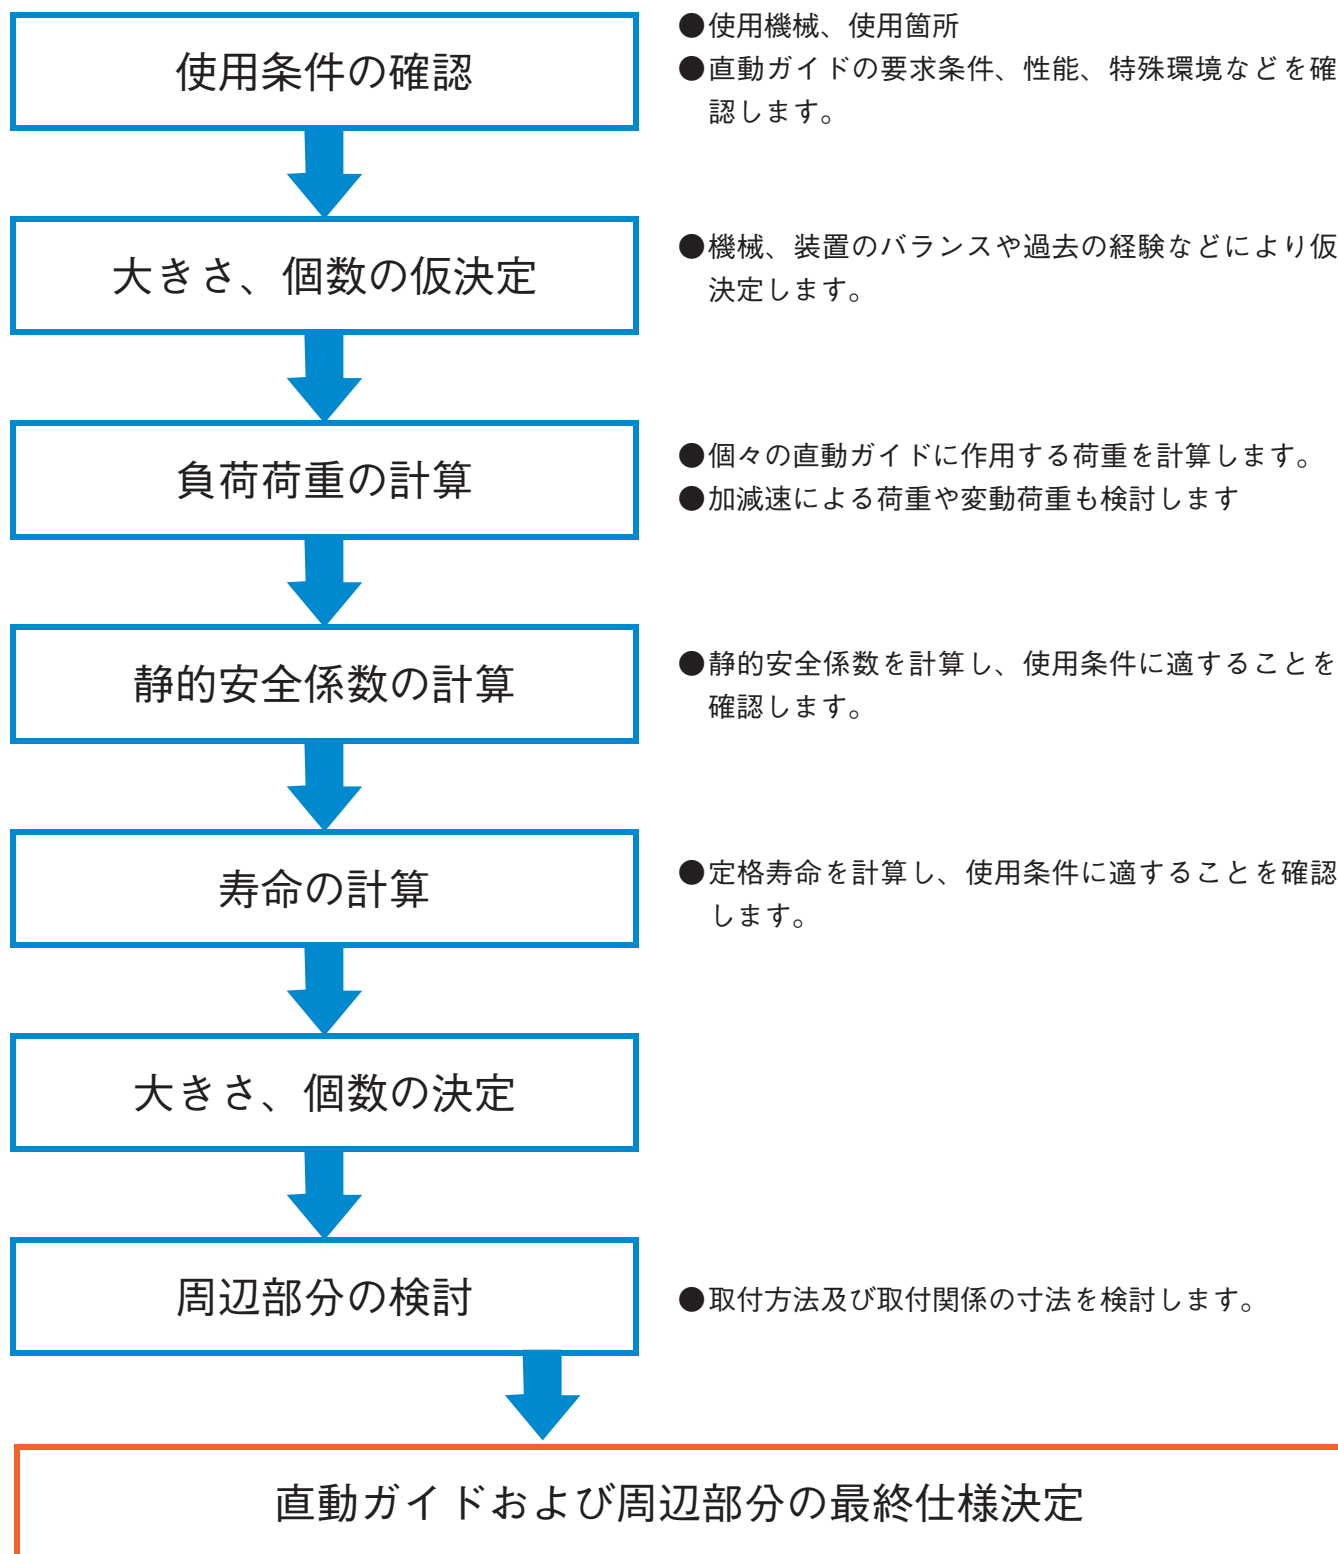 使用条件の確認
●使用機械、使用箇所
●直動ガイドの要求条件、性能、特殊環境などを確
認します。
大きさ、個数の仮決定
●機械、装置のバランスや過去の経験などにより仮
決定します。
負荷荷重の計算
●個々の直動ガイドに作用する荷重を計算します。
●加減速による荷重や変動荷重も検討します
静的安全係数の計算
●静的安全係数を計算し、使用条件に適することを
確認します。
寿命の計算
●定格寿命を計算し、使用条件に適することを確認
します。
大きさ、個数の決定
周辺部分の検討
●取付方法及び取付関係の寸法を検討します。
直動ガイドおよび周辺部分の最終仕様決定